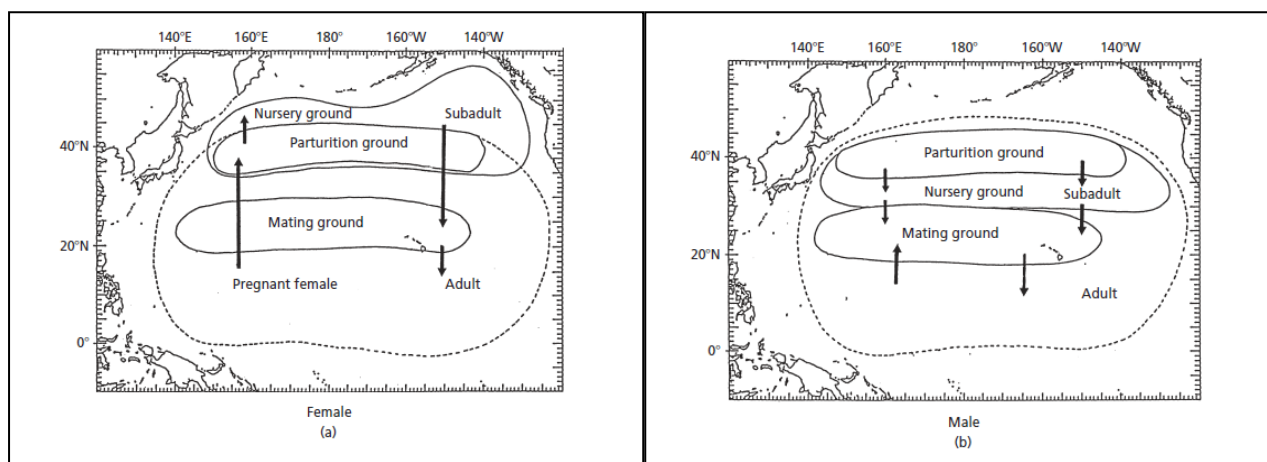 140°E 160°E 180° 160°W 140°W
Nursery ground Subadult
Parturition ground
40°N
Mating ground
20°N
Pregnant female Adult
0°
Female
(a)
140°E 160°E 180° 160°W 140°W
40°N
Parturition ground
Nursery ground Subadult
Mating ground
20°N
Adult
0°
Male
(b)